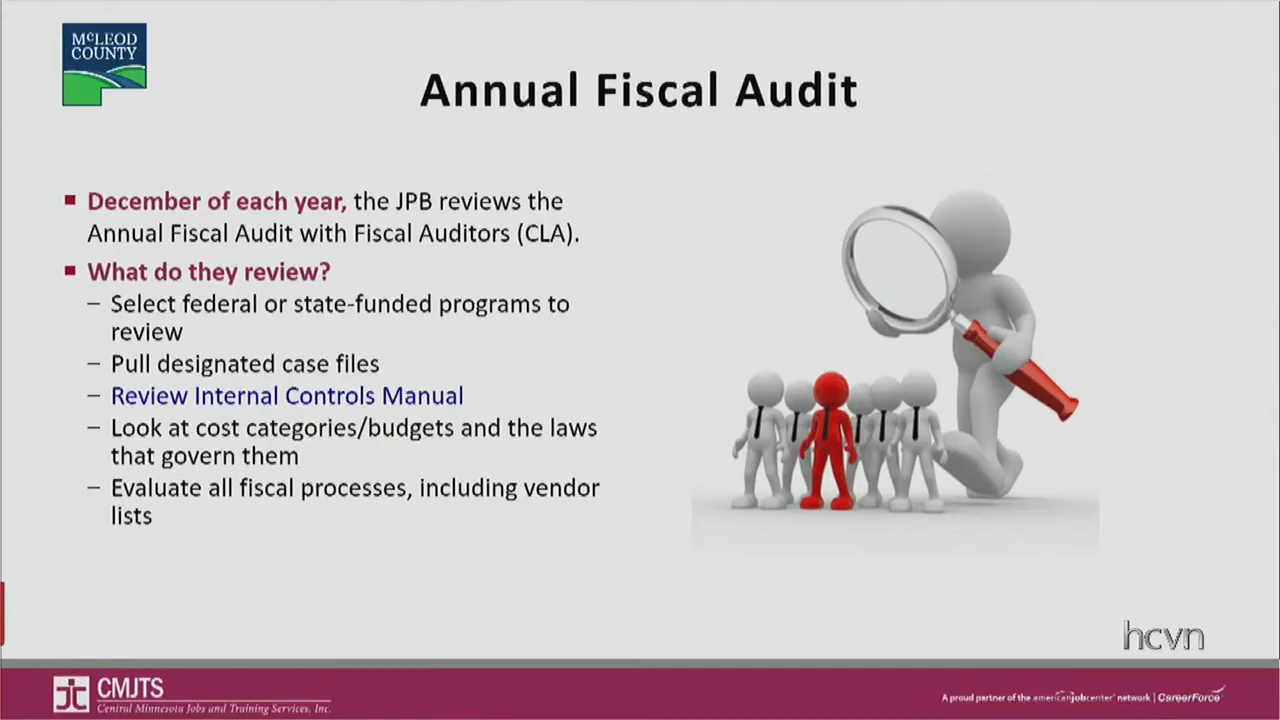 McLEOD
COUNTY
Annual Fiscal Audit
■ December of each year, the JPB reviews the
Annual Fiscal Audit with Fiscal Auditors (CLA).
■ What do they review?
– Select federal or state-funded programs to
review
– Pull designated case files
– Review Internal Controls Manual
– Look at cost categories/budgets and the laws
that govern them
– Evaluate all fiscal processes, including vendor
lists
hcvn
CMJTS
Central Minnesota Jobs and Training Services, Inc.
A proud partner of the americanjobcenter® network | CareerForce